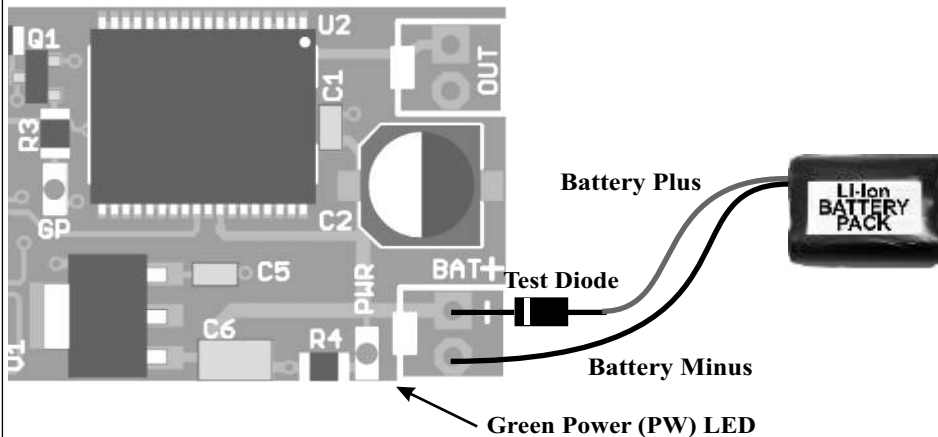 Q1
U2
OUT
C1
R3
GP
C2
Battery Plus
LI-Ion
BATTERY
PACK
BAT+
-
Test Diode
PWR
C5
C6
R4
Battery Minus
Green Power (PW) LED